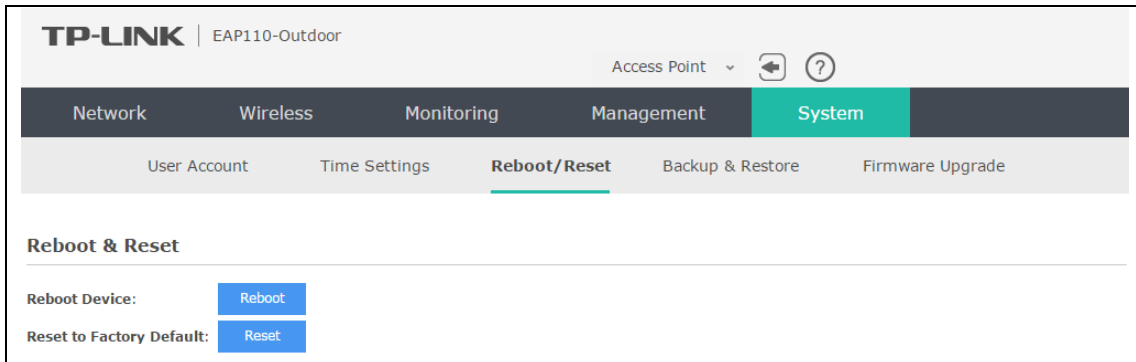 TP-LINK | EAP110-Outdoor
Access Point
?
Network Wireless Monitoring Management System
User Account Time Settings Reboot/Reset Backup & Restore Firmware Upgrade
Reboot & Reset
Reboot Device: Reboot
Reset to Factory Default: Reset